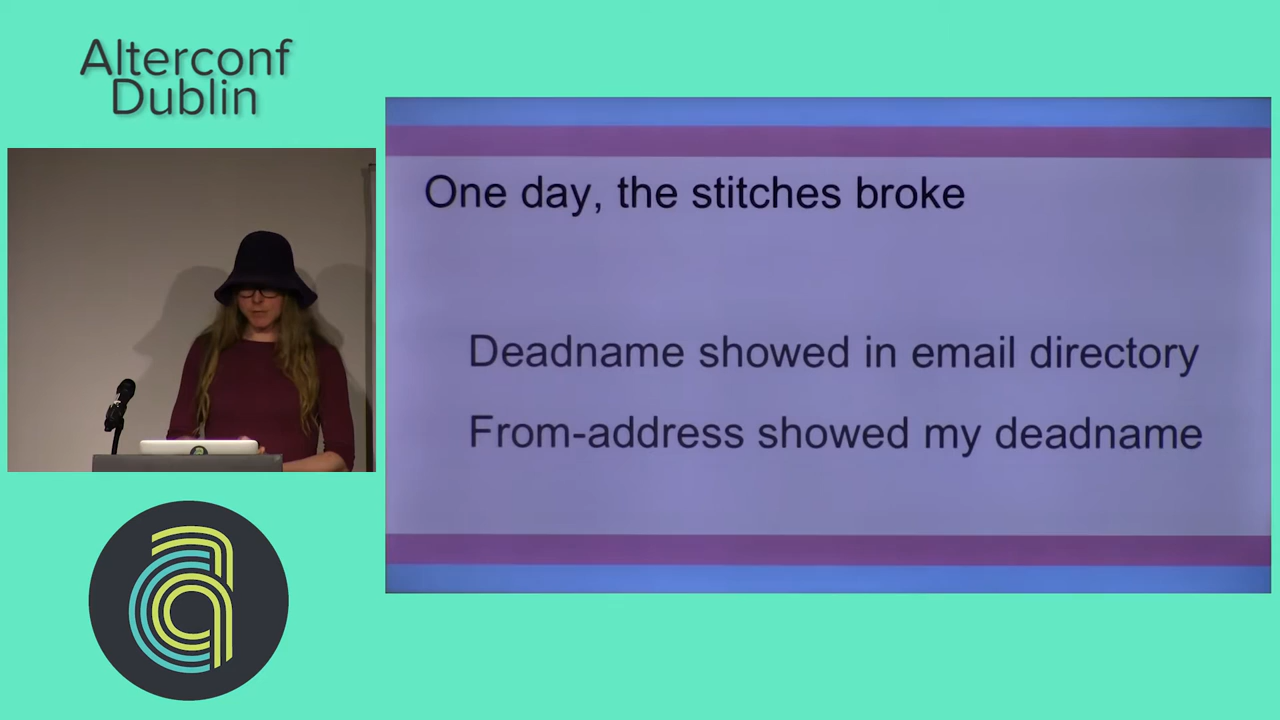 Alterconf
Dublin
One day, the stitches broke
Deadname showed in email directory
From-address showed my deadname